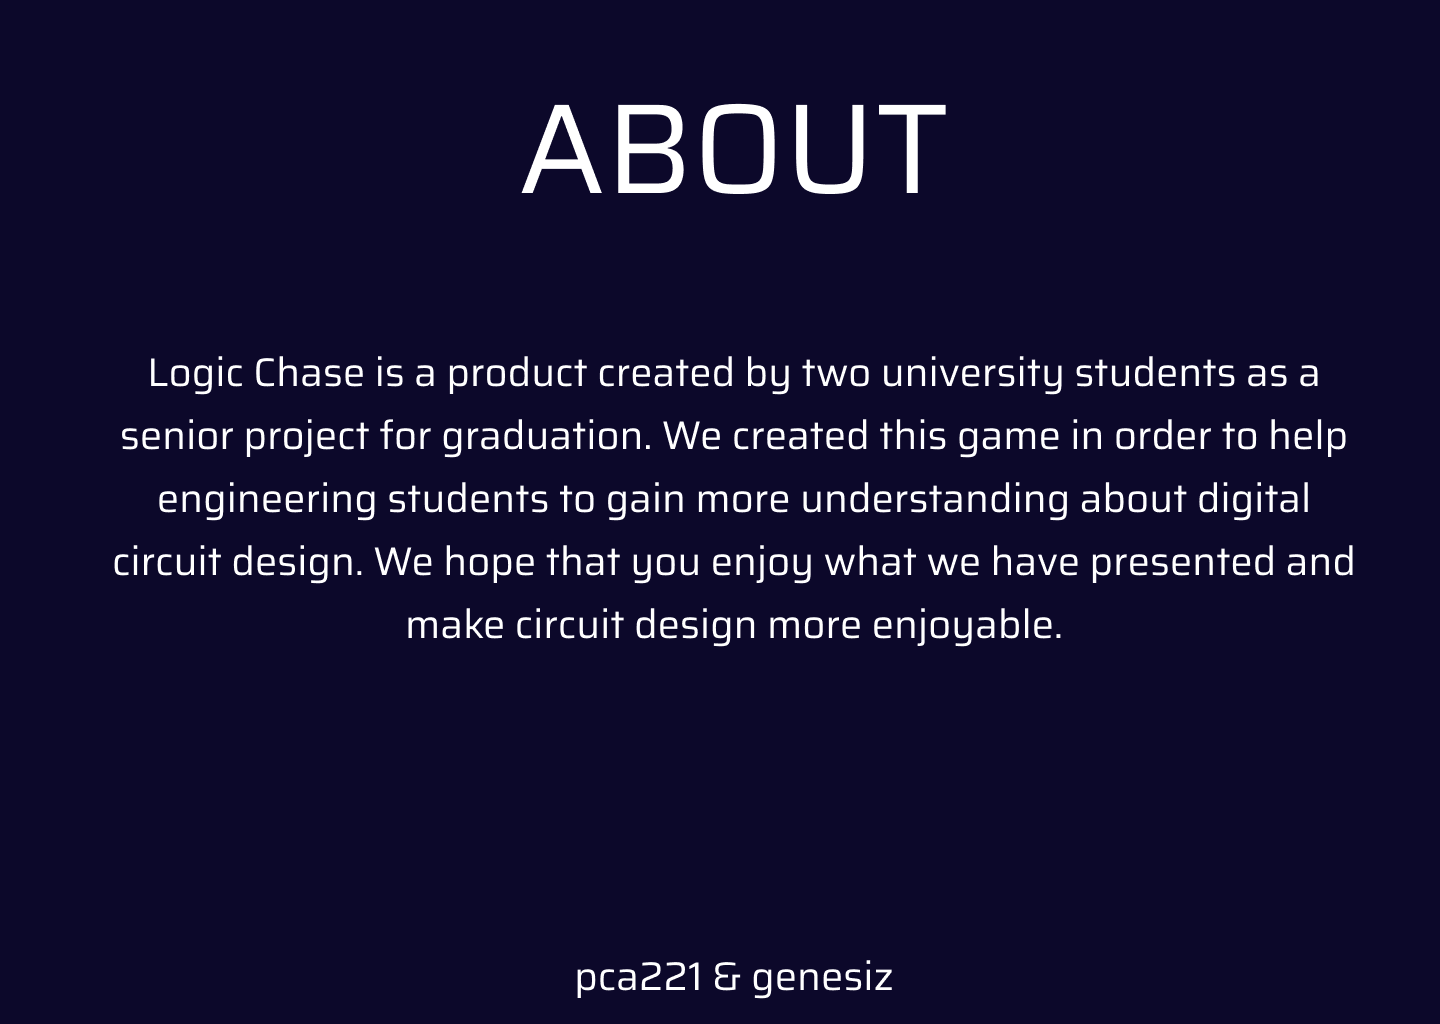 ABOUT
Logic Chase is a product created by two university students as a
senior project for graduation. We created this game in order to help
engineering students to gain more understanding about digital
circuit design. We hope that you enjoy what we have presented and
make circuit design more enjoyable.
pca221 & genesiz